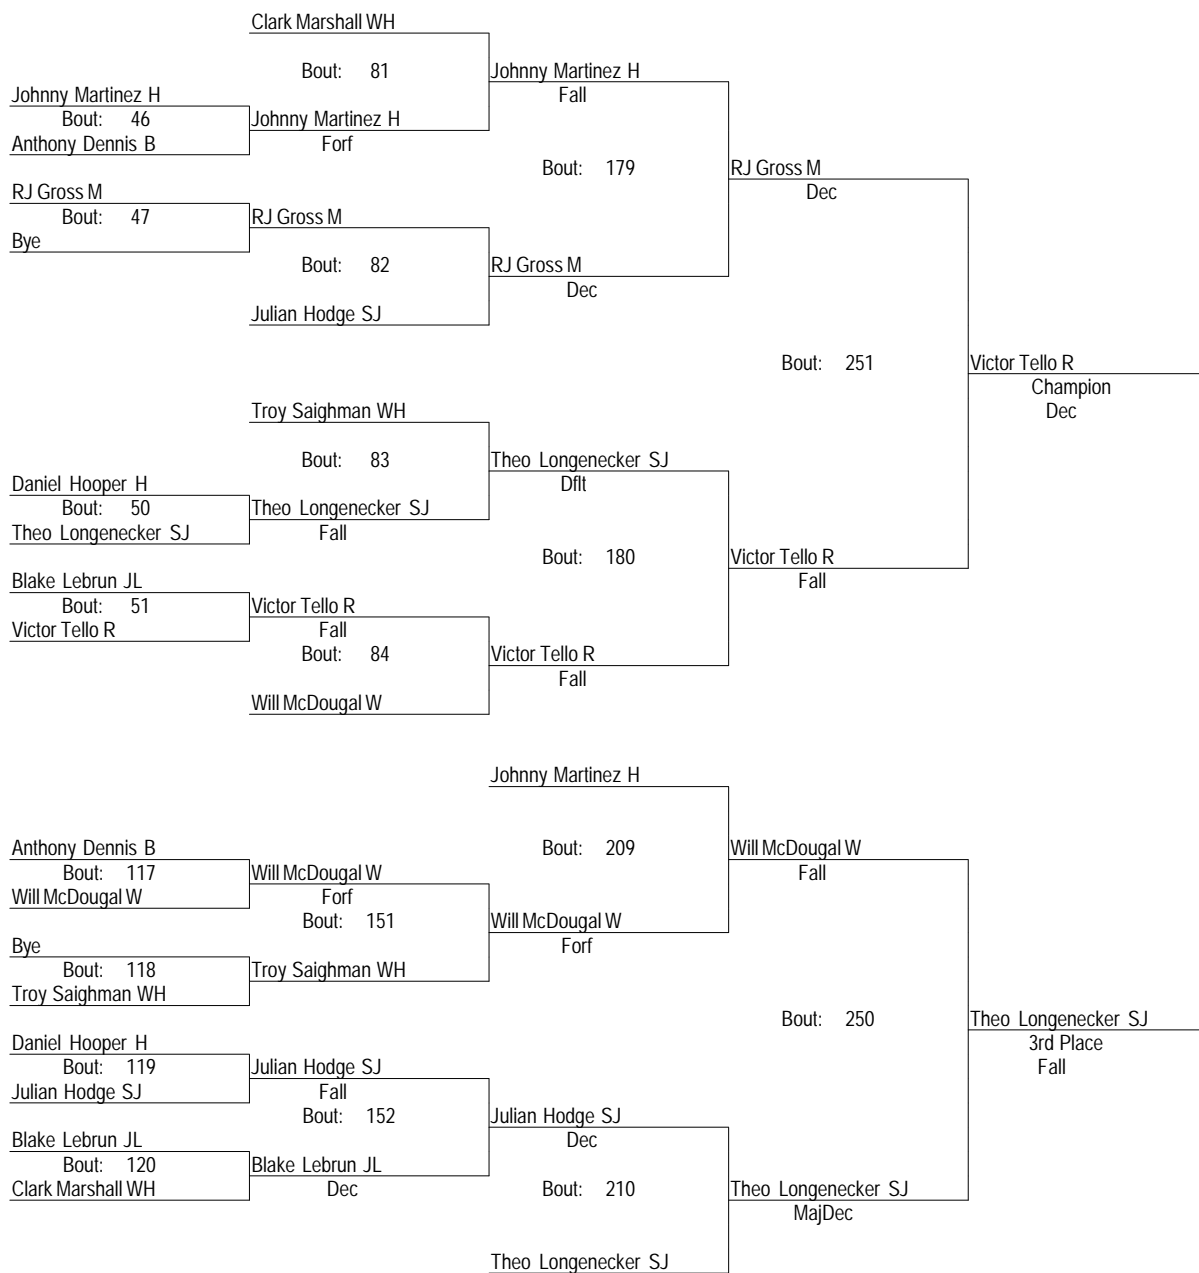 Clark Marshall WH
Bout: 81
Johnny Martinez H
Fall
Johnny Martinez H
Bout: 46
Johnny Martinez H
Anthony Dennis B
Forf
Bout: 179
RJ Gross M
Dec
RJ Gross M
Bout: 47
RJ Gross M
Bye
Bout: 82
RJ Gross M
Dec
Julian Hodge SJ
Bout: 251
Victor Tello R
Champion
Dec
Troy Saighman WH
Bout: 83
Theo Longenecker SJ
Dflt
Daniel Hooper H
Bout: 50
Theo Longenecker SJ
Theo Longenecker SJ
Fall
Bout: 180
Victor Tello R
Fall
Blake Lebrun JL
Bout: 51
Victor Tello R
Victor Tello R
Fall
Bout: 84
Victor Tello R
Fall
Will McDougal W
Johnny Martinez H
Anthony Dennis B
Bout: 209
Will McDougal W
Fall
Bout: 117
Will McDougal W
Will McDougal W
Forf
Bout: 151
Will McDougal W
Forf
Bye
Bout: 118
Troy Saighman WH
Troy Saighman WH
Bout: 250
Theo Longenecker SJ
3rd Place
Fall
Daniel Hooper H
Bout: 119
Julian Hodge SJ
Julian Hodge SJ
Fall
Bout: 152
Julian Hodge SJ
Dec
Blake Lebrun JL
Bout: 120
Blake Lebrun JL
Clark Marshall WH
Dec
Bout: 210
Theo Longenecker SJ
MajDec
Theo Longenecker SJ